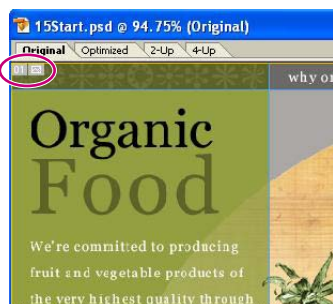 15Start.psd @ 94.75% (Original)
Original Optimized 2-Up 4-Up
01
why or
Organic
Food
We're committed to producing
fruit and vegetable products of
the very highest quality through